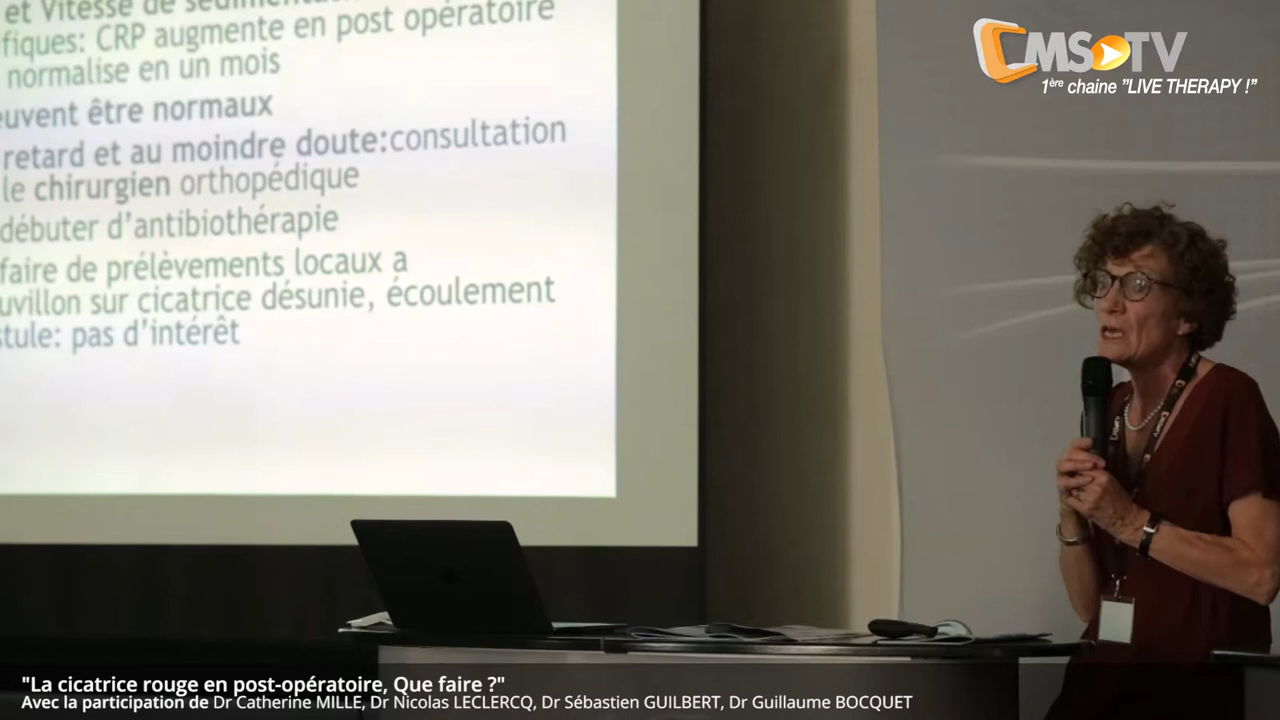 et Vitesse de sédimentat
fiques: CRP augmente en post opératoire
normalise en un mois
euvent être normaux
retard et au moindre doute:consultation
le chirurgien orthopédique
débuter d'antibiothérapie
faire de prélèvements locaux a
uvillon sur cicatrice désunie, écoulement
stule: pas d'intérêt
CMS TV
1ère chaine "LIVE THERAPY !"
"La cicatrice rouge en post-opératoire, Que faire ?"
Avec la participation de Dr Catherine MILLE, Dr Nicolas LECLERCQ, Dr Sébastien GUILBERT, Dr Guillaume BOCQUET